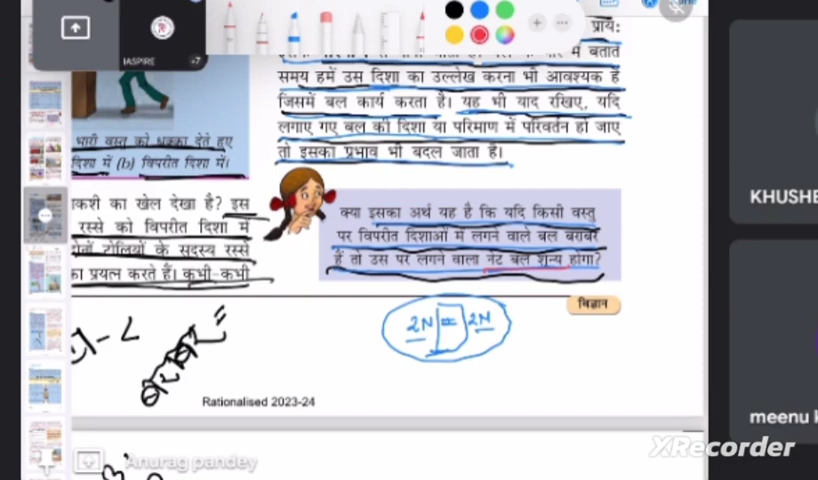 प्राय:
में बताते
समय हमें उस दिशा का उल्लेख करना भी आवश्यक है
जिसमें बल कार्य करता है। यह भी याद रखिए, यदि
लगाए गए बल की दिशा या परिमाण में परिवर्तन हो जाए
तो इसका प्रभाव भी बदल जाता है।
IASPIRE +7
भारी वस्तु को धक्का देते हुए
दिशा में (b) विपरीत दिशा में।
कशी का खेल देखा है? इस
रस्से को विपरीत दिशा में
टोलियों के सदस्य रस्से
का प्रयत्न करते हैं। कभी-कभी
क्या इसका अर्थ यह है कि यदि किसी वस्तु
पर विपरीत दिशाओं में लगने वाले बल बराबर
हैं तो उस पर लगने वाला नेट बल शून्य होगा?
विज्ञान
2N = 2N
बराबर =
Rationalised 2023-24
KHUSHE
meenu k
Anurag pandey
XRecorder